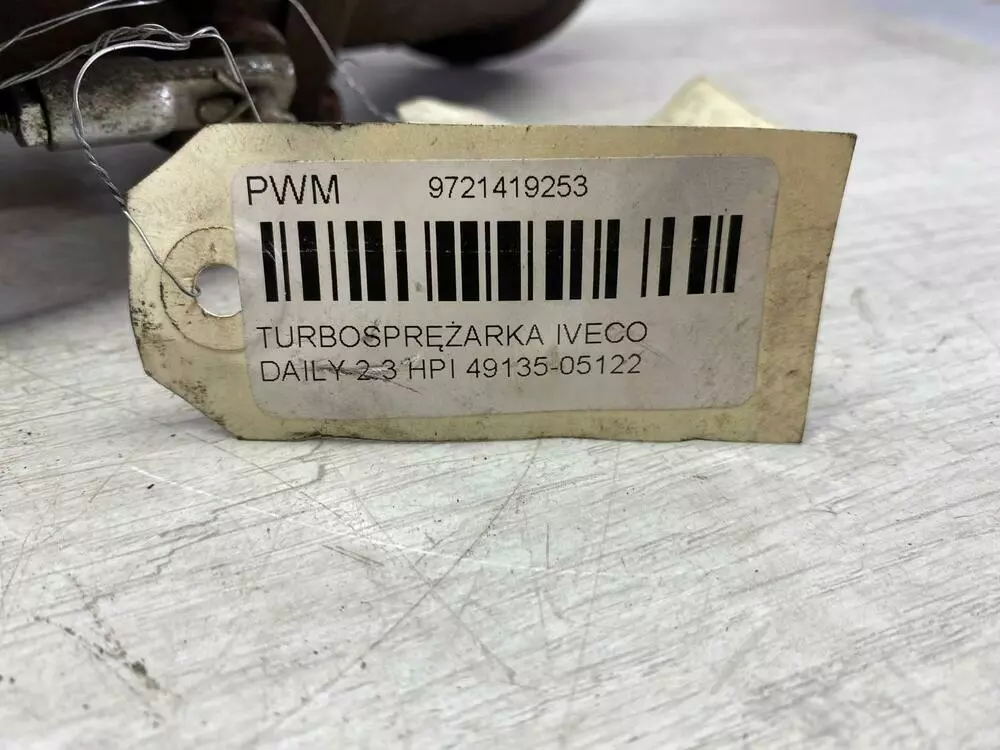 PWM 9721419253
TURBOSPRĘŻARKA IVECO
DAILY 2.3 HPI 49135-05122